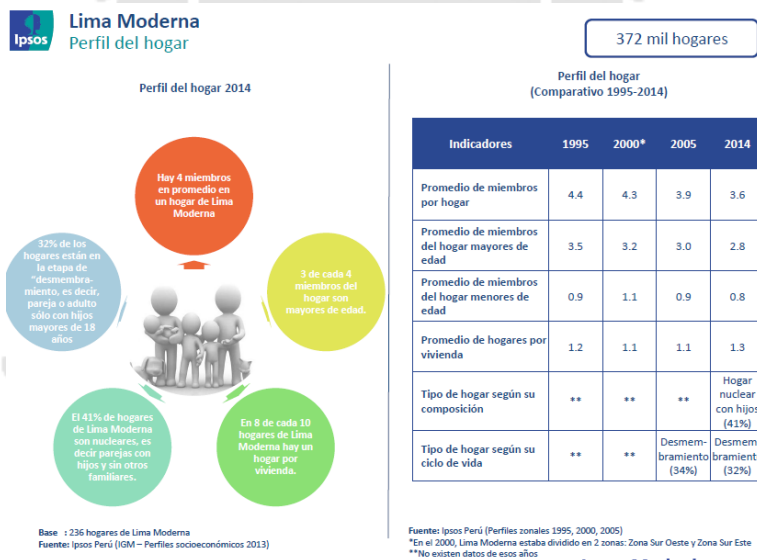 Ipsos
Lima Moderna
Perfil del hogar
372 mil hogares
Perfil del hogar 2014
Hay 4 miembros
en promedio en
un hogar de Lima
Moderna
32% de los
hogares están en
la etapa de
"desmembra-
miento, es decir,
pareja o adulto
sólo con hijos
mayores de 18
años
3 de cada 4
miembros del
hogar son
mayores de edad.
El 41% de hogares
de Lima Moderna
son nucleares, es
decir parejas con
hijos y sin otros
familiares.
En 8 de cada 10
hogares de Lima
Moderna hay un
hogar por
vivienda.
Base : 236 hogares de Lima Moderna
Fuente: Ipsos Perú (IGM – Perfiles socioeconómicos 2013)
Perfil del hogar
(Comparativo 1995-2014)
Indicadores 1995 2000* 2005 2014
Promedio de miembros
por hogar 4.4 4.3 3.9 3.6
Promedio de miembros
del hogar mayores de
edad 3.5 3.2 3.0 2.8
Promedio de miembros
del hogar menores de
edad 0.9 1.1 0.9 0.8
Promedio de hogares por
vivienda 1.2 1.1 1.1 1.3
Tipo de hogar según su
composición ** ** ** Hogar
nuclear
con hijos
(41%)
Tipo de hogar según su
ciclo de vida ** ** Desmem-
bramiento
(34%) Desmem
bramiento
(32%)
Fuente: Ipsos Perú (Perfiles zonales 1995, 2000, 2005)
*En el 2000, Lima Moderna estaba dividido en 2 zonas: Zona Sur Oeste y Zona Sur Este
**No existen datos de esos años